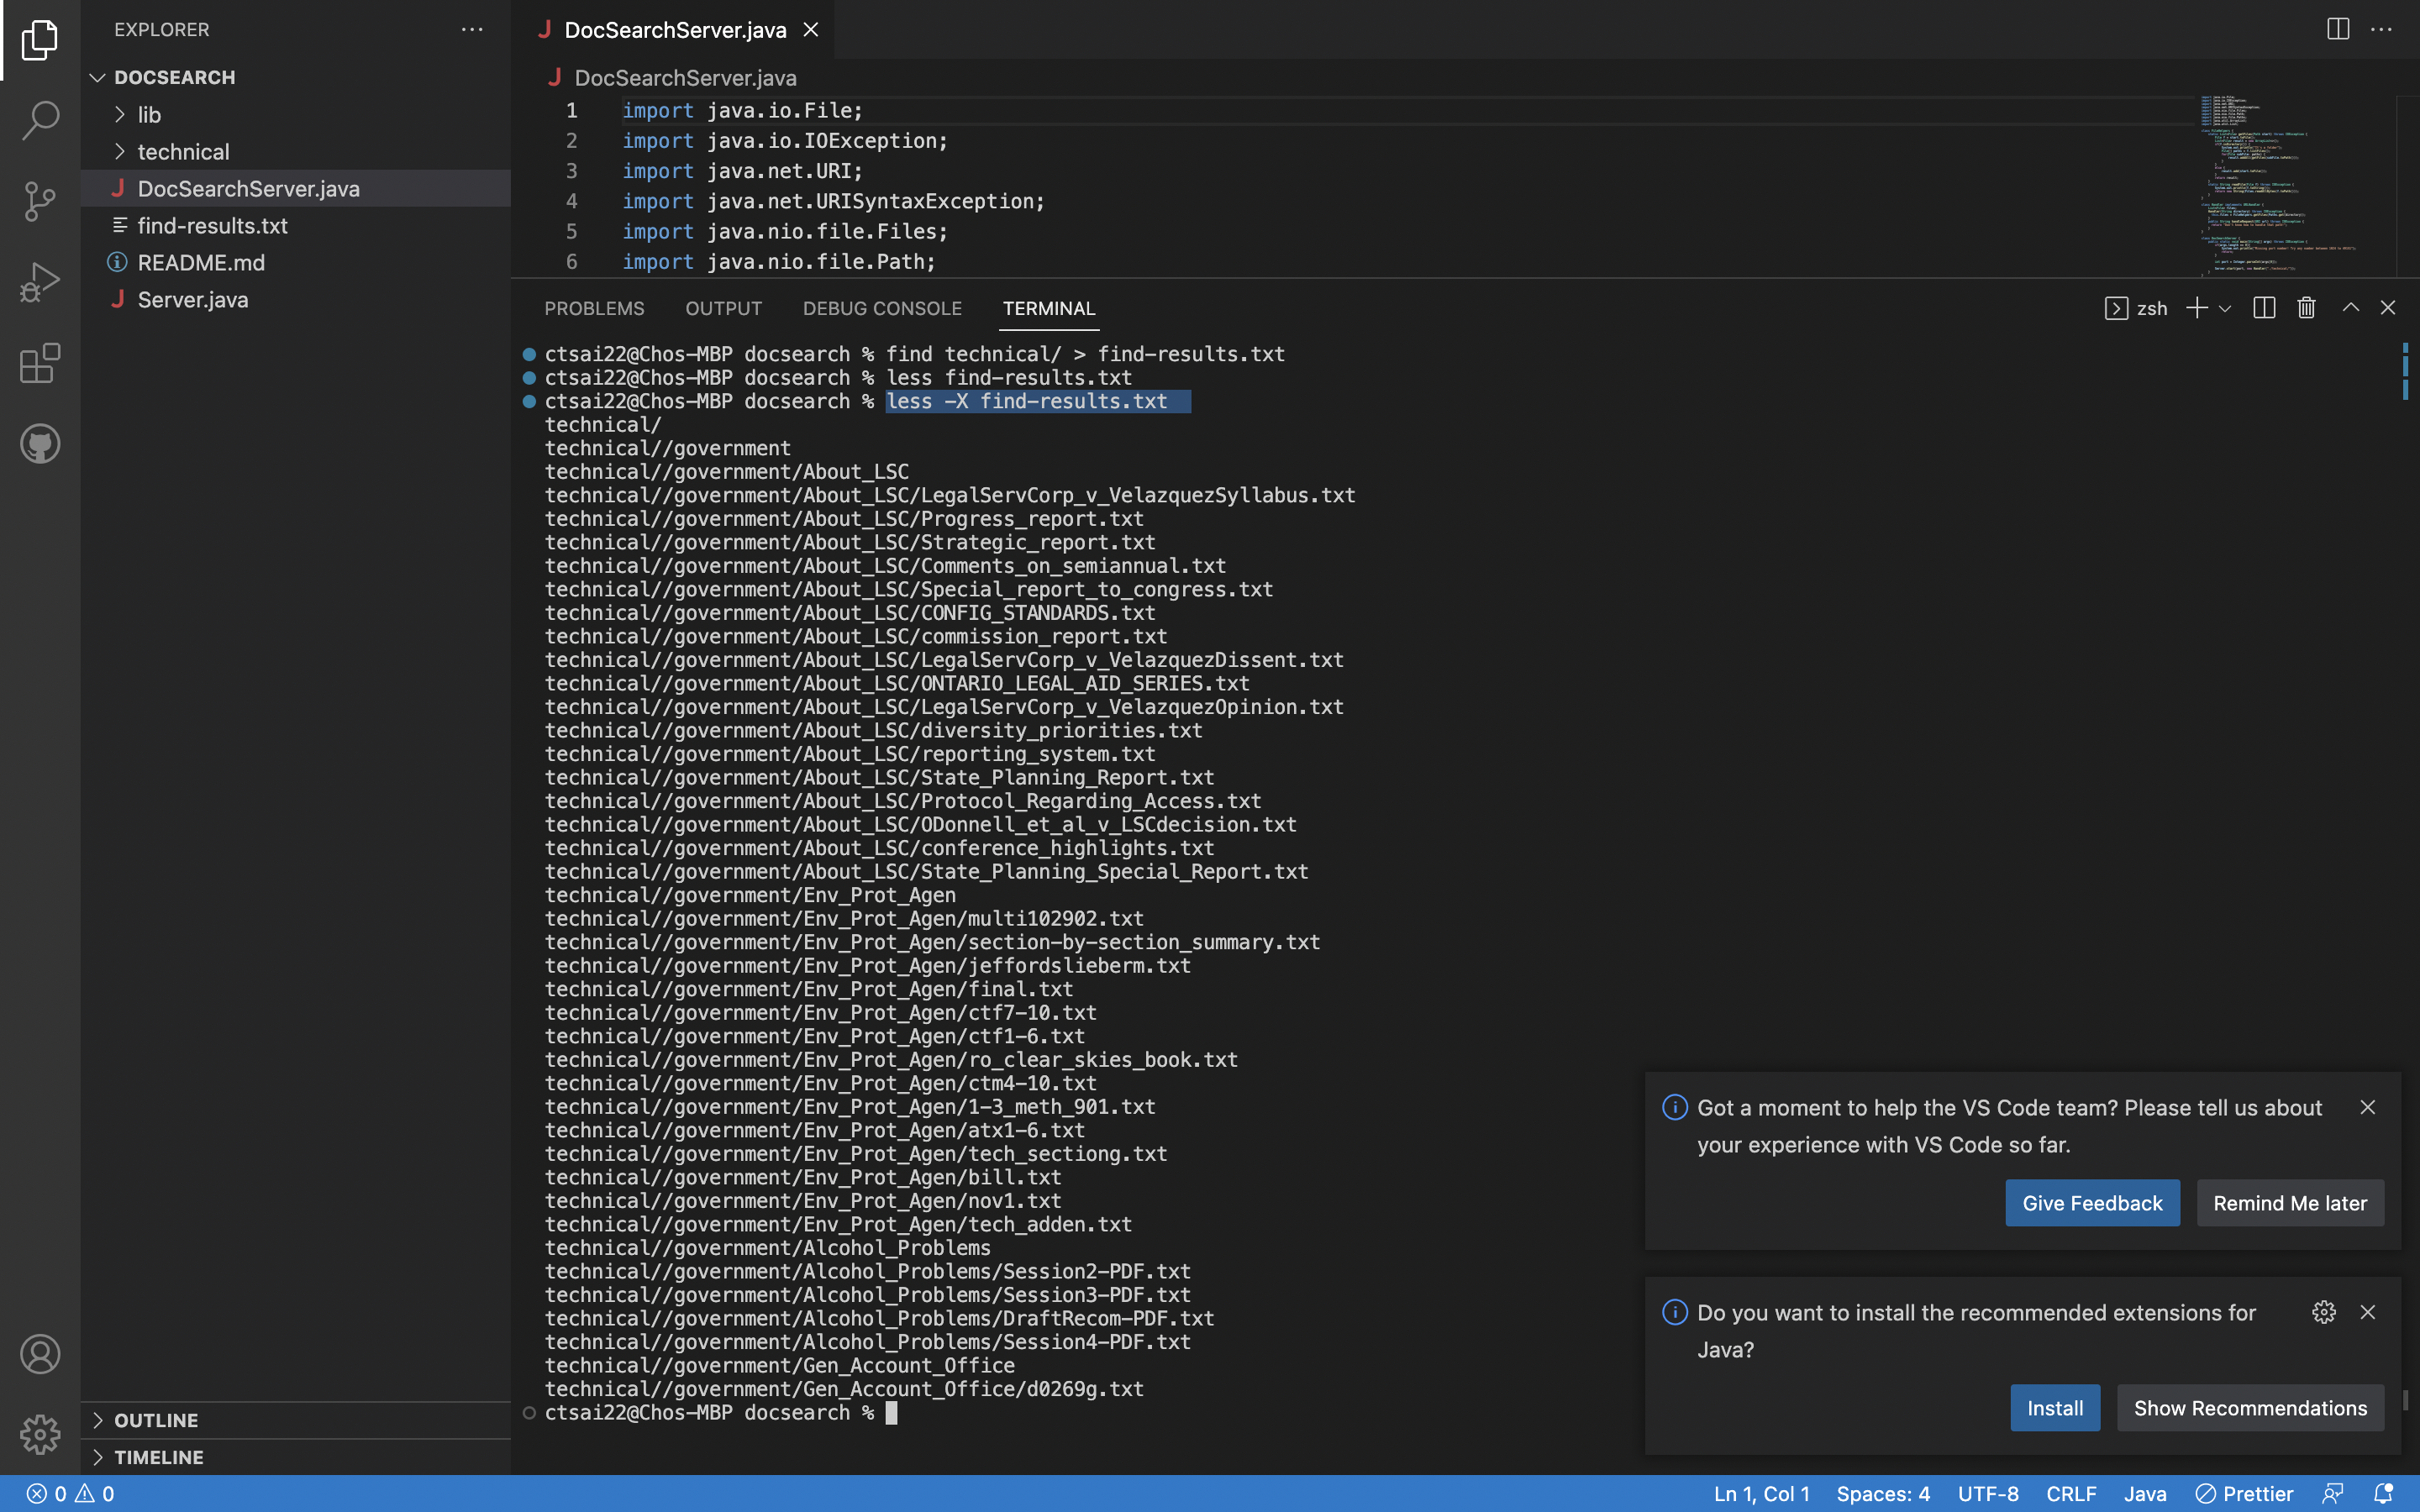 EXPLORER
DOCSEARCH
lib
technical
DocSearchServer.java
find-results.txt
README.md
Server.java
OUTLINE
TIMELINE
DocSearchServer.java
DocSearchServer.java
1 import java.io.File;
2 import java.io.IOException;
3 import java.net.URI;
4 import java.net.URISyntaxException;
5 import java.nio.file.Files;
6 import java.nio.file.Path;
PROBLEMS OUTPUT DEBUG CONSOLE TERMINAL
zsh
ctsai22@Chos-MBP docsearch % find technical/ > find-results.txt
ctsai22@Chos-MBP docsearch % less find-results.txt
ctsai22@Chos-MBP docsearch % less -X find-results.txt
technical/
technical//government
technical//government/About_LSC
technical//government/About_LSC/LegalServCorp_v_VelazquezSyllabus.txt
technical//government/About_LSC/Progress_report.txt
technical//government/About_LSC/Strategic_report.txt
technical//government/About_LSC/Comments_on_semiannual.txt
technical//government/About_LSC/Special_report_to_congress.txt
technical//government/About_LSC/CONFIG_STANDARDS.txt
technical//government/About_LSC/commission_report.txt
technical//government/About_LSC/LegalServCorp_v_VelazquezDissent.txt
technical//government/About_LSC/ONTARIO_LEGAL_AID_SERIES.txt
technical//government/About_LSC/LegalServCorp_v_VelazquezOpinion.txt
technical//government/About_LSC/diversity_priorities.txt
technical//government/About_LSC/reporting_system.txt
technical//government/About_LSC/State_Planning_Report.txt
technical//government/About_LSC/Protocol_Regarding_Access.txt
technical//government/About_LSC/ODonnell_et_al_v_LSCdecision.txt
technical//government/About_LSC/conference_highlights.txt
technical//government/About_LSC/State_Planning_Special_Report.txt
technical//government/Env_Prot_Agen
technical//government/Env_Prot_Agen/multi102902.txt
technical//government/Env_Prot_Agen/section-by-section_summary.txt
technical//government/Env_Prot_Agen/jeffordslieberm.txt
technical//government/Env_Prot_Agen/final.txt
technical//government/Env_Prot_Agen/ctf7-10.txt
technical//government/Env_Prot_Agen/ctf1-6.txt
technical//government/Env_Prot_Agen/ro_clear_skies_book.txt
technical//government/Env_Prot_Agen/ctm4-10.txt
technical//government/Env_Prot_Agen/1-3_meth_901.txt
technical//government/Env_Prot_Agen/atx1-6.txt
technical//government/Env_Prot_Agen/tech_sectiong.txt
technical//government/Env_Prot_Agen/bill.txt
technical//government/Env_Prot_Agen/nov1.txt
technical//government/Env_Prot_Agen/tech_adden.txt
technical//government/Alcohol_Problems
technical//government/Alcohol_Problems/Session2-PDF.txt
technical//government/Alcohol_Problems/Session3-PDF.txt
technical//government/Alcohol_Problems/DraftRecom-PDF.txt
technical//government/Alcohol_Problems/Session4-PDF.txt
technical//government/Gen_Account_Office
technical//government/Gen_Account_Office/d0269g.txt
ctsai22@Chos-MBP docsearch %
Got a moment to help the VS Code team? Please tell us about
your experience with VS Code so far.
Give Feedback Remind Me later
Do you want to install the recommended extensions for
Java?
Install Show Recommendations
0 0 Ln 1, Col 1 Spaces: 4 UTF-8 CRLF Java Prettier